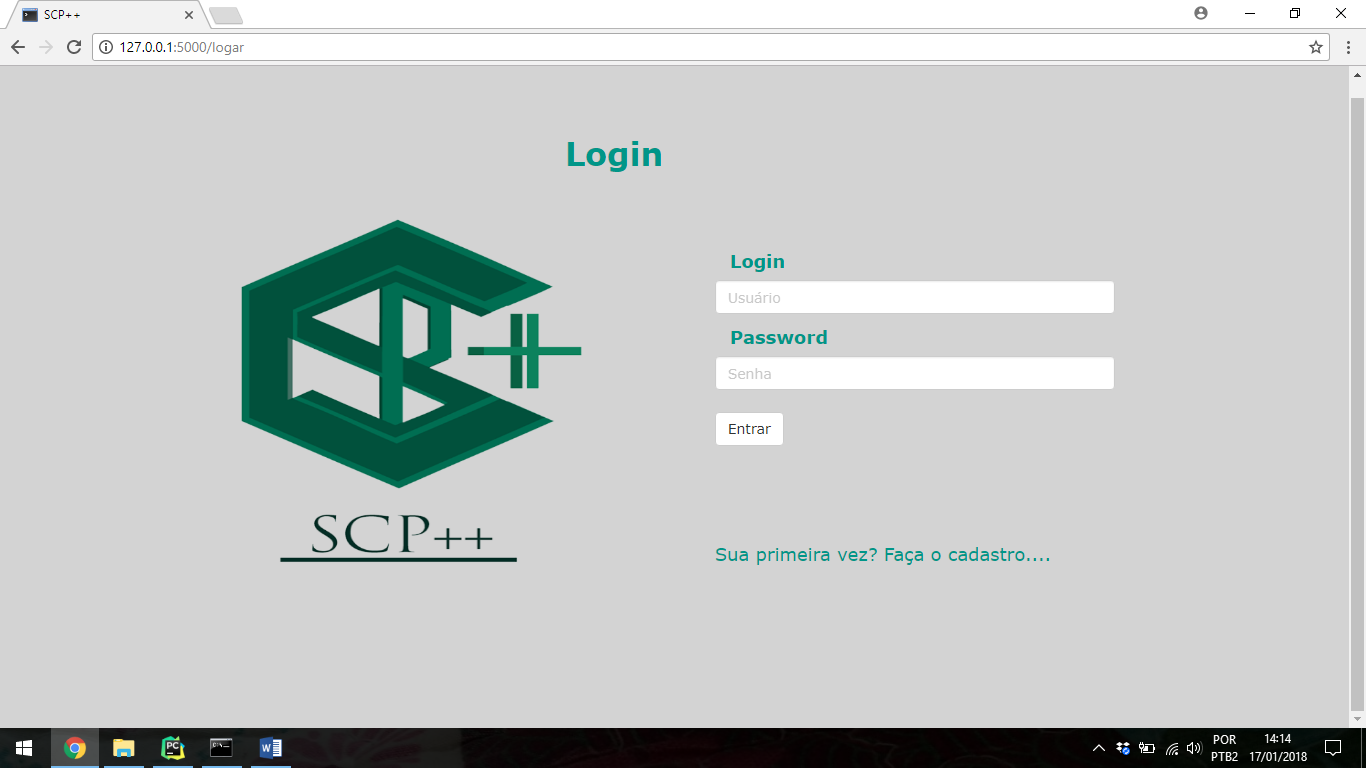 SCP++
127.0.0.1:5000/logar
Login
Login
Usuário
Password
Senha
Entrar
SCP++
Sua primeira vez? Faça o cadastro....
POR
PTB2
14:14
17/01/2018